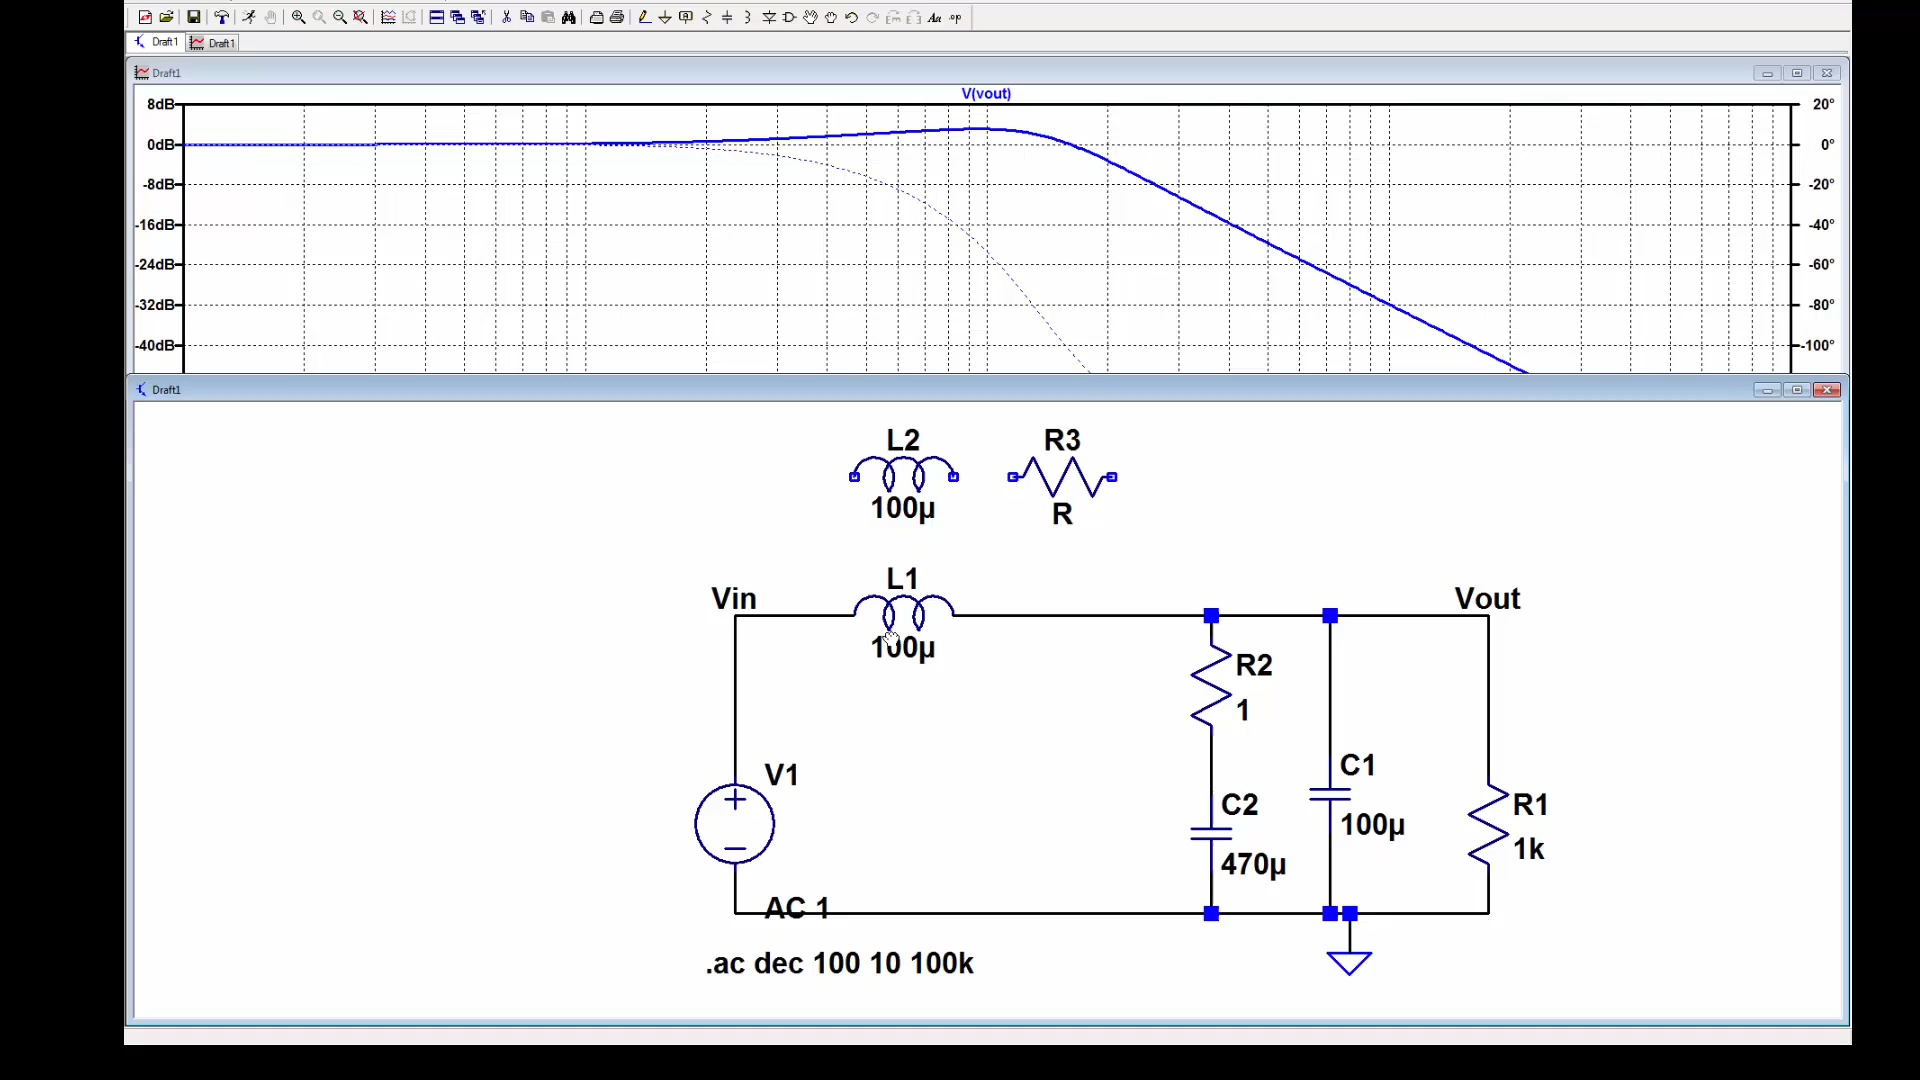 Draft1 Draft1
Draft1
V(vout)
8dB 20°
0dB 0°
-8dB -20°
-16dB -40°
-24dB -60°
-32dB -80°
-40dB -100°
Draft1
L2 R3
100µ R
L1
Vin Vout
100µ
R2
1
V1
C1
C2 R1
100µ
1k
470µ
AC 1
.ac dec 100 10 100k